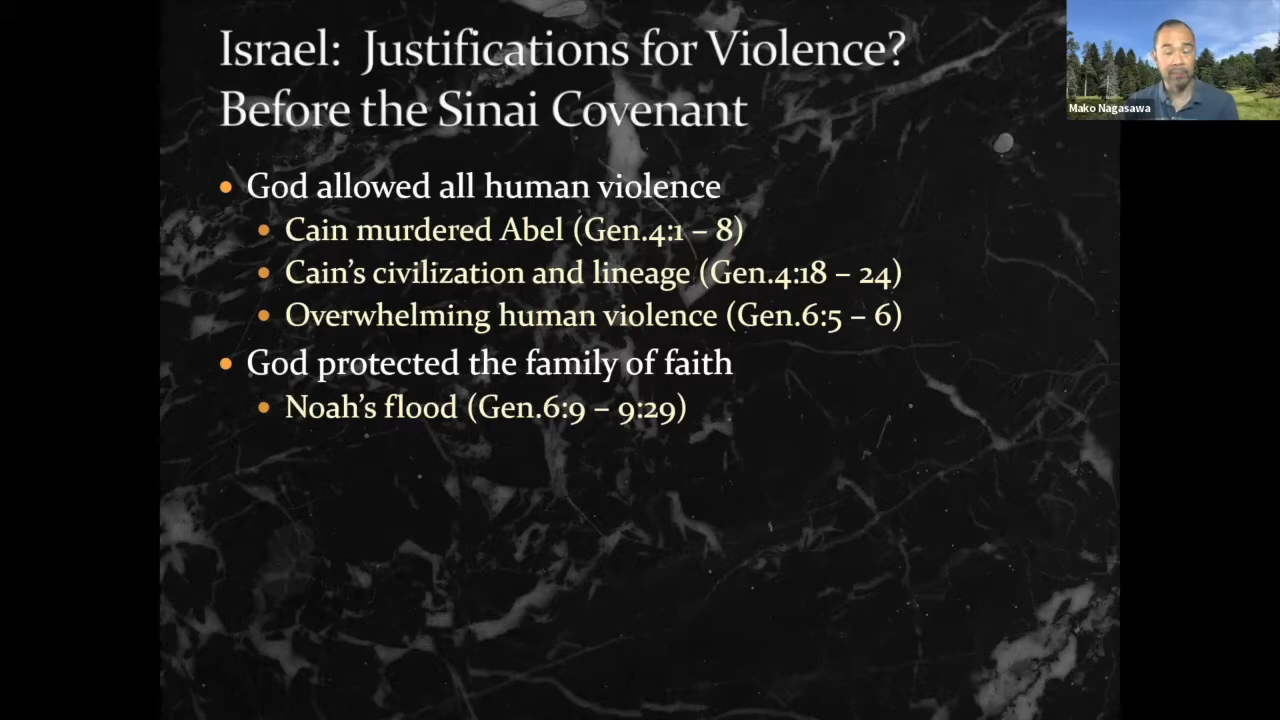 Israel: Justifications for Violence?
Before the Sinai Covenant
• God allowed all human violence
• Cain murdered Abel (Gen.4:1 – 8)
• Cain’s civilization and lineage (Gen.4:18 – 24)
• Overwhelming human violence (Gen.6:5 – 6)
• God protected the family of faith
• Noah’s flood (Gen.6:9 – 9:29)
Mako Nagasawa